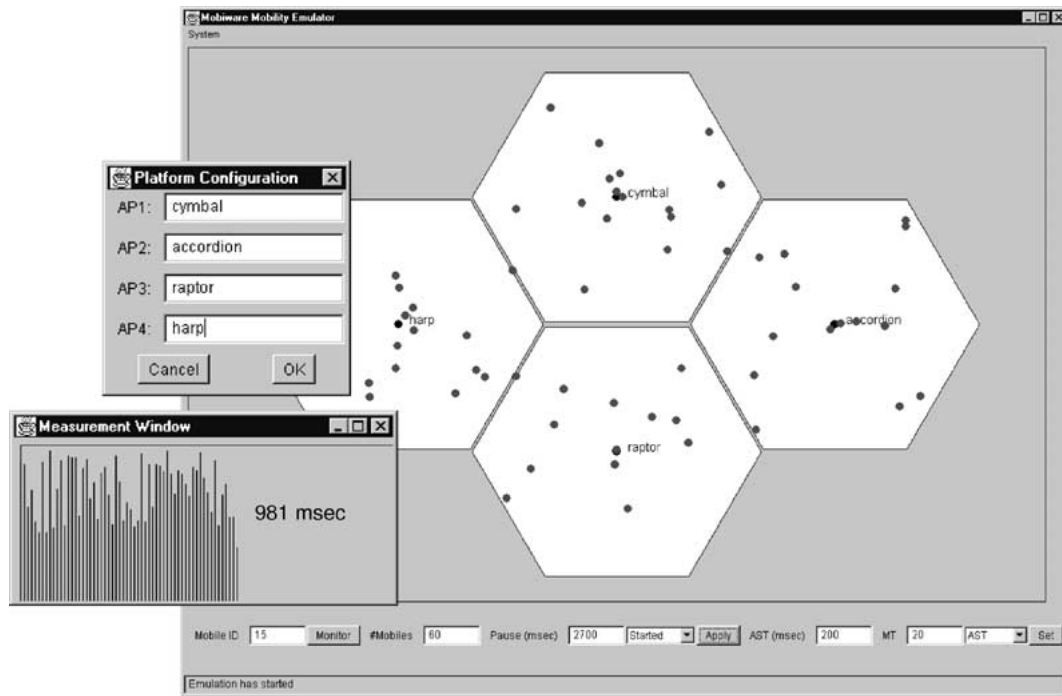 Mobiware Mobility Emulator
System
cymbal
harp
accordion
raptor
Platform Configuration
AP1: cymbal
AP2: accordion
AP3: raptor
AP4: harp
Cancel OK
Measurement Window
981 msec
Mobile ID 15 Monitor #Mobiles 60 Pause (msec) 2700 Started Apply AST (msec) 200 MT 20 AST Set
Emulation has started